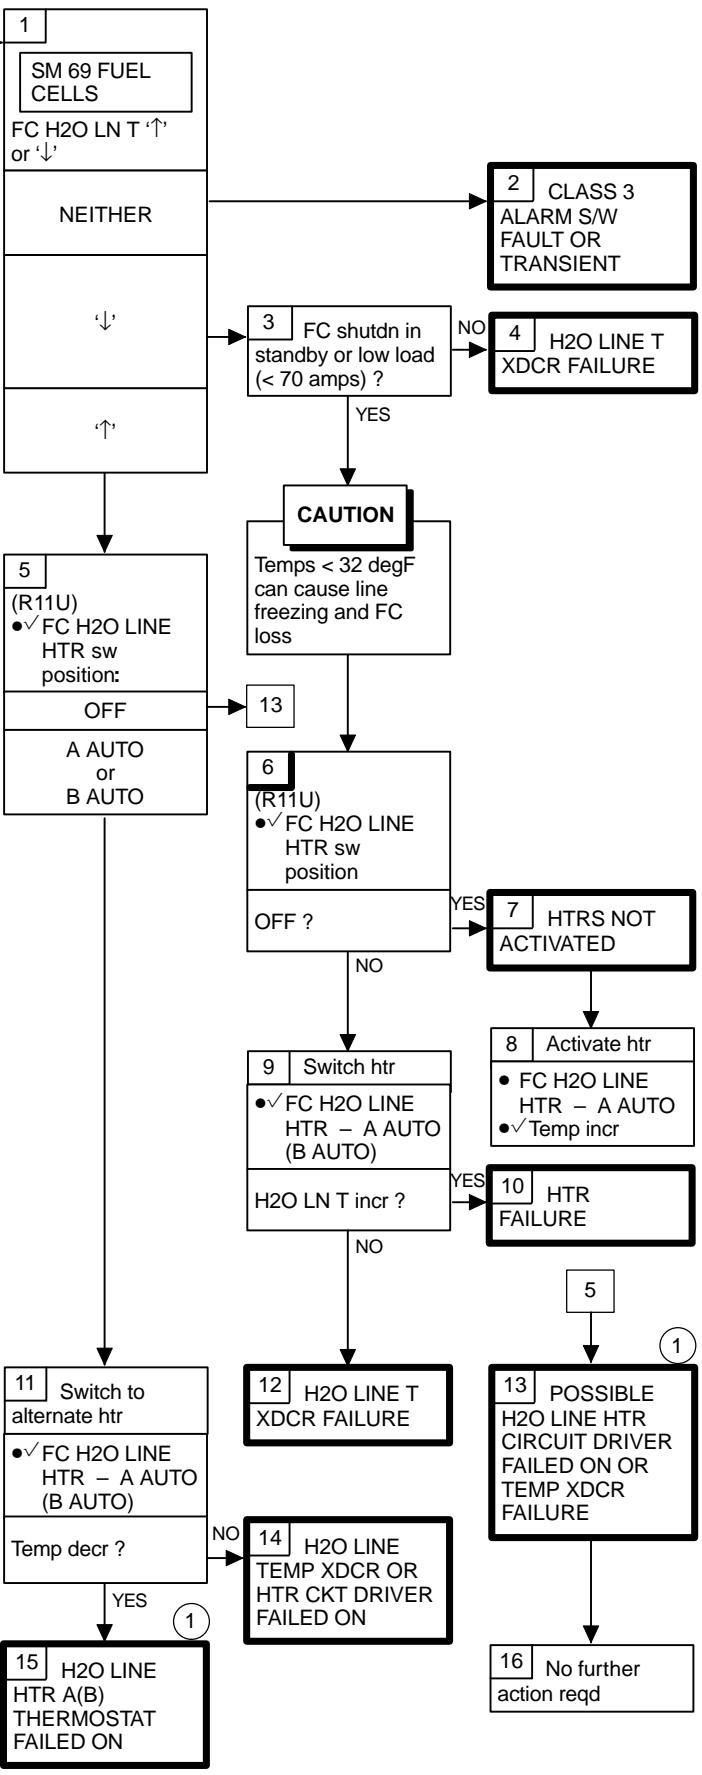 1
SM 69 FUEL
CELLS
FC H2O LN T ‘↑’
or ‘↓’
NEITHER
2 CLASS 3
ALARM S/W
FAULT OR
TRANSIENT
‘↓’
3 FC shutdn in
standby or low load
(< 70 amps) ?
NO
4 H2O LINE T
XDCR FAILURE
‘↑’
YES
CAUTION
Temps < 32 degF
can cause line
freezing and FC
loss
5
(R11U)
●√ FC H2O LINE
HTR sw
position:
OFF
13
A AUTO
or
B AUTO
6
(R11U)
●√ FC H2O LINE
HTR sw
position
OFF ?
YES
7 HTRS NOT
ACTIVATED
NO
8 Activate htr
● FC H2O LINE
HTR – A AUTO
●√ Temp incr
9 Switch htr
●√ FC H2O LINE
HTR – A AUTO
(B AUTO)
H2O LN T incr ?
YES
10 HTR
FAILURE
NO
5
1
11 Switch to
alternate htr
●√ FC H2O LINE
HTR – A AUTO
(B AUTO)
Temp decr ?
12 H2O LINE T
XDCR FAILURE
13 POSSIBLE
H2O LINE HTR
CIRCUIT DRIVER
FAILED ON OR
TEMP XDCR
FAILURE
NO
14 H2O LINE
TEMP XDCR OR
HTR CKT DRIVER
FAILED ON
YES
1
15 H2O LINE
HTR A(B)
THERMOSTAT
FAILED ON
16 No further
action reqd